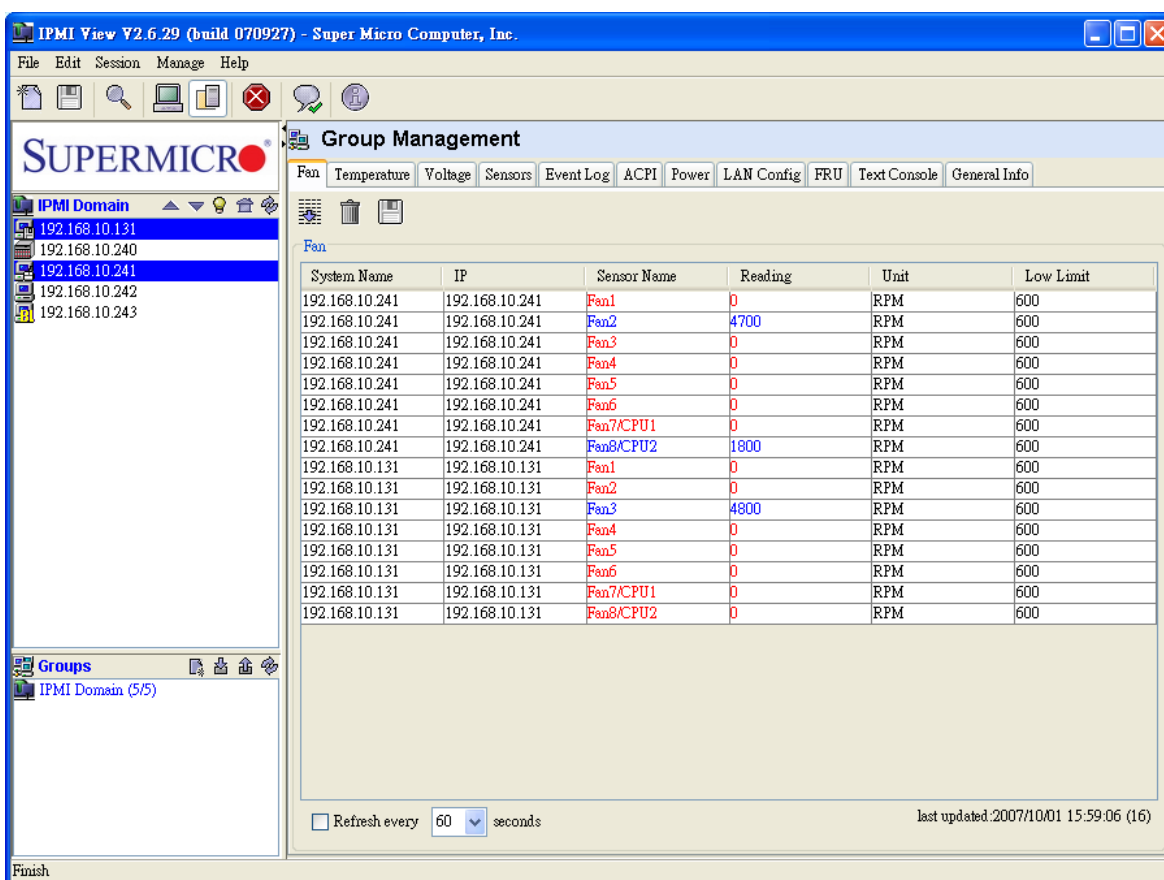 IPMI View V2.6.29 (build 070927) - Super Micro Computer, Inc.
File Edit Session Manage Help
SUPERMICRO®
Group Management
Fan Temperature Voltage Sensors Event Log ACPI Power LAN Config FRU Text Console General Info
IPMI Domain
192.168.10.131
192.168.10.240
192.168.10.241
192.168.10.242
192.168.10.243
Fan
System Name IP Sensor Name Reading Unit Low Limit
192.168.10.241 192.168.10.241 Fan1 0 RPM 600
192.168.10.241 192.168.10.241 Fan2 4700 RPM 600
192.168.10.241 192.168.10.241 Fan3 0 RPM 600
192.168.10.241 192.168.10.241 Fan4 0 RPM 600
192.168.10.241 192.168.10.241 Fan5 0 RPM 600
192.168.10.241 192.168.10.241 Fan6 0 RPM 600
192.168.10.241 192.168.10.241 Fan7/CPU1 0 RPM 600
192.168.10.241 192.168.10.241 Fan8/CPU2 1800 RPM 600
192.168.10.131 192.168.10.131 Fan1 0 RPM 600
192.168.10.131 192.168.10.131 Fan2 0 RPM 600
192.168.10.131 192.168.10.131 Fan3 4800 RPM 600
192.168.10.131 192.168.10.131 Fan4 0 RPM 600
192.168.10.131 192.168.10.131 Fan5 0 RPM 600
192.168.10.131 192.168.10.131 Fan6 0 RPM 600
192.168.10.131 192.168.10.131 Fan7/CPU1 0 RPM 600
192.168.10.131 192.168.10.131 Fan8/CPU2 0 RPM 600
Groups
IPMI Domain (5/5)
Refresh every 60 seconds
last updated:2007/10/01 15:59:06 (16)
Finish